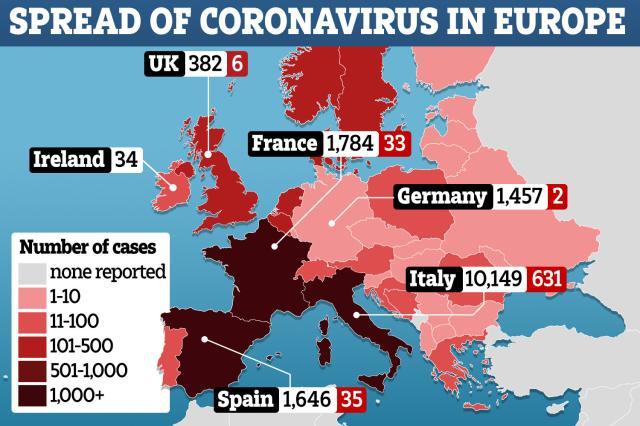 SPREAD OF CORONAVIRUS IN EUROPE
UK 382 6
France 1,784 33
Ireland 34
Germany 1,457 2
Number of cases
none reported
1-10
11-100
101-500
501-1,000
1,000+
Italy 10,149 631
Spain 1,646 35